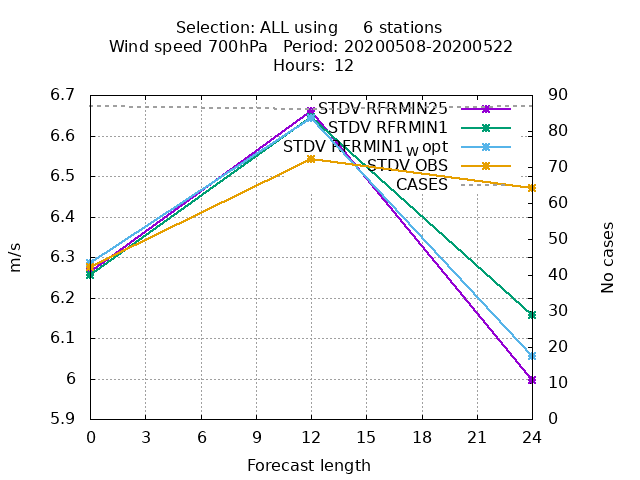 Selection: ALL using 6 stations
Wind speed 700hPa Period: 20200508-20200522
Hours: 12
6.7
6.6
6.5
6.4
6.3
6.2
6.1
6
5.9
90
80
70
60
50
40
30
20
10
0
STDV RFRMIN25
STDV RFRMIN1
STDV RFRMIN1 w opt
STDV OBS
CASES
m/s
No cases
0 3 6 9 12 15 18 21 24
Forecast length